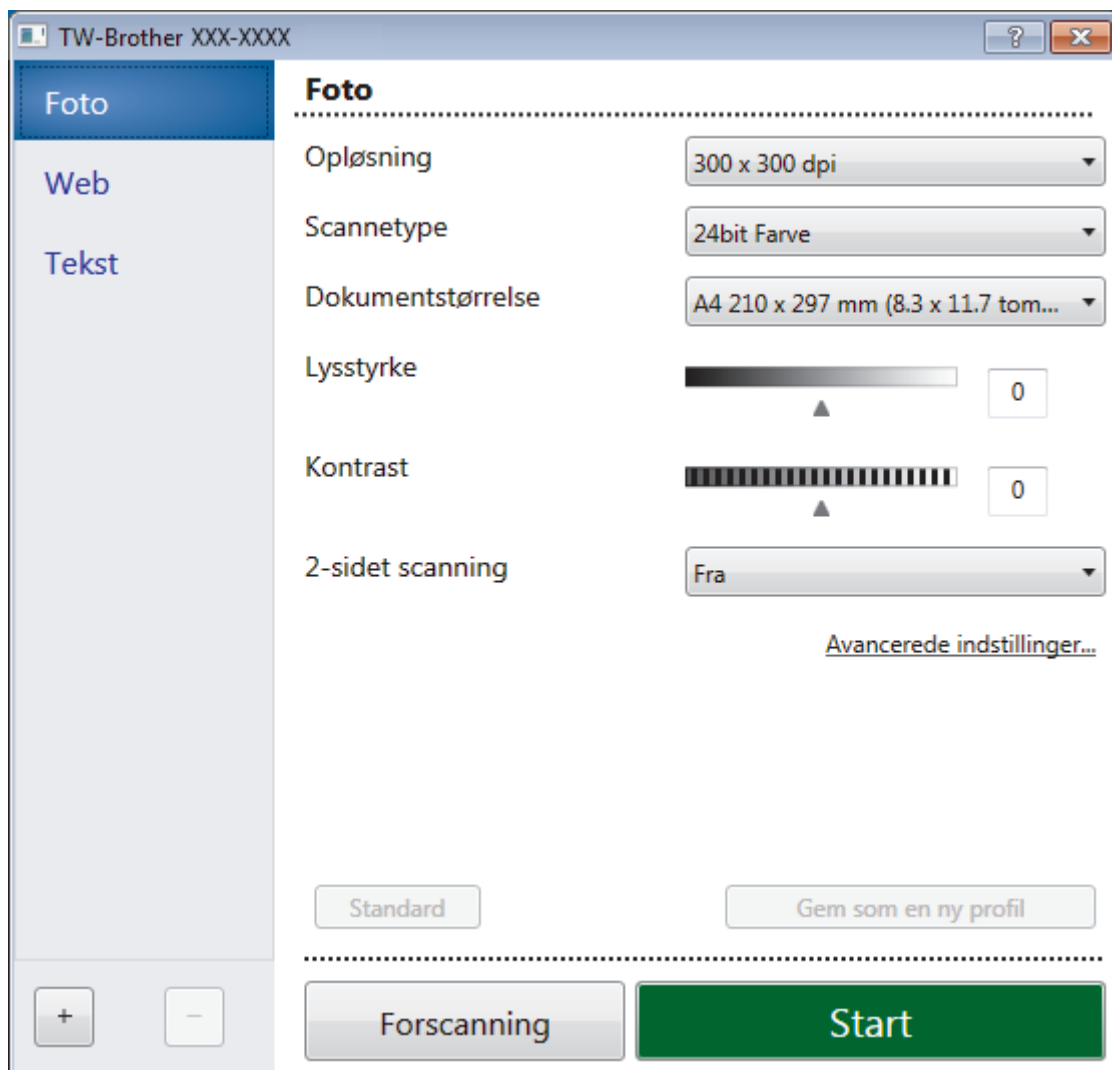 TW-Brother XXX-XXXX
Foto
Web
Tekst
Foto
Opløsning
300 x 300 dpi
Scannetype
24bit Farve
Dokumentstørrelse
A4 210 x 297 mm (8.3 x 11.7 tom...
Lysstyrke
0
Kontrast
0
2-sidet scanning
Fra
Avancerede indstillinger...
Standard
Gem som en ny profil
+
−
Forscanning
Start